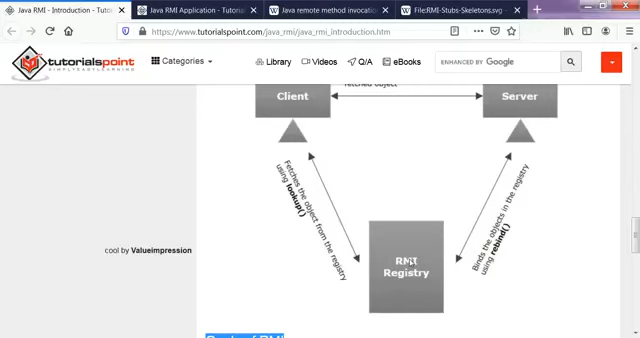 Java RMI - Introduction - Tutor
Java RMI Application - Tutoria
Java remote method invocatio
File:RMI-Stubs-Skeletons.svg -
https://www.tutorialspoint.com/java_rmi/java_rmi_introduction.htm
tutorialspoint
SIMPLYEASYLEARNING
Categories
Library
Videos
Q/A
eBooks
ENHANCED BY Google
Client
fetched object
Server
Fetches the object from the registry
using lookup()
Binds the objects in the registry
using rebind()
RMI
Registry
cool by Valueimpression